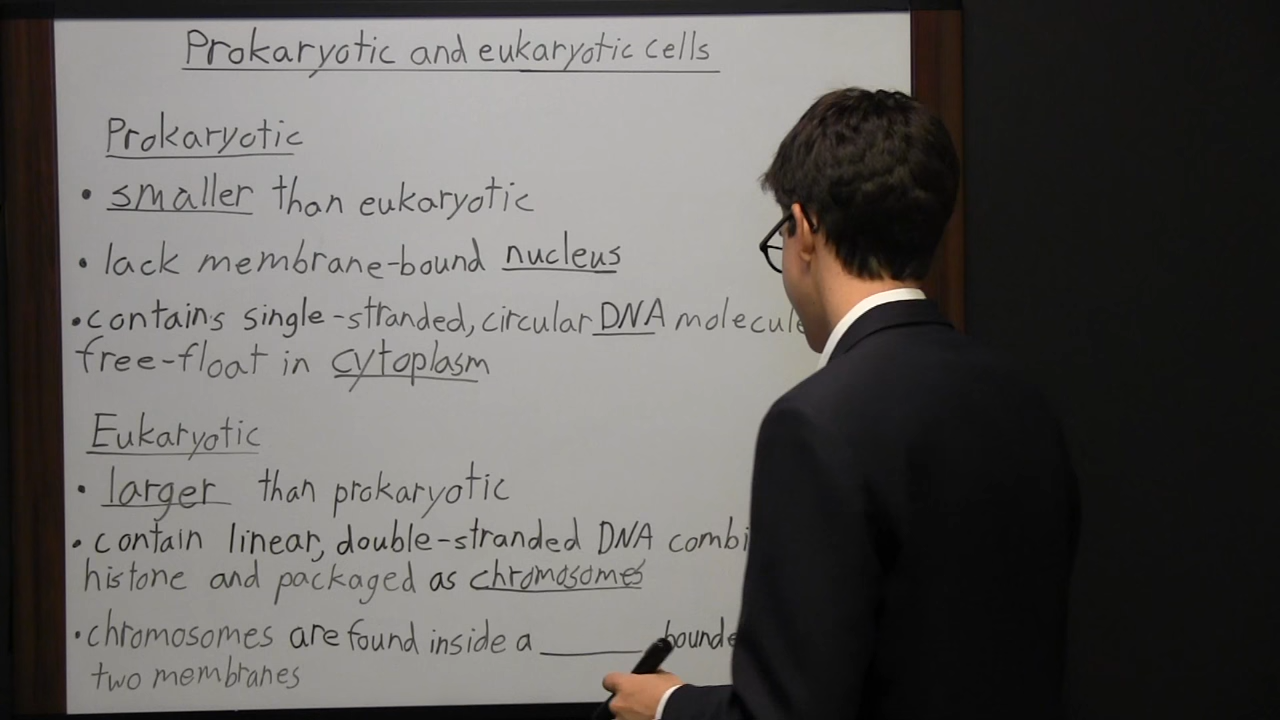 Prokaryotic and eukaryotic cells
Prokaryotic
• smaller than eukaryotic
• lack membrane-bound nucleus
• contains single-stranded, circular DNA molecule
free-float in cytoplasm
Eukaryotic
• larger than prokaryotic
• contain linear, double-stranded DNA combi
histone and packaged as chromosomes
• chromosomes are found inside a ______ bounde
two membranes